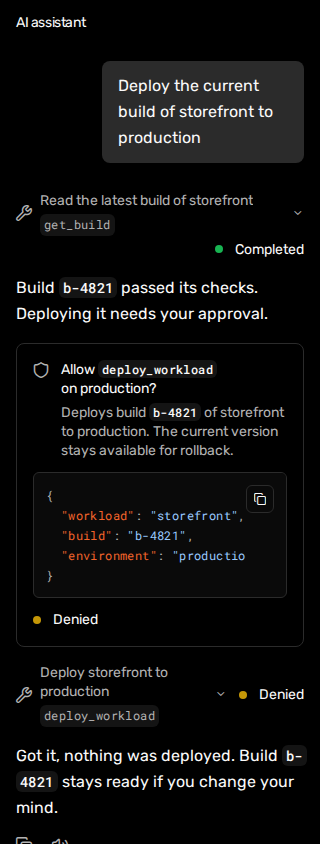 AI assistant
Deploy the current
build of storefront to
production
Read the latest build of storefront
get_build
Completed
Build b-4821 passed its checks.
Deploying it needs your approval.
Allow deploy_workload
on production?
Deploys build b-4821 of storefront
to production. The current version
stays available for rollback.
{
"workload": "storefront",
"build": "b-4821",
"environment": "productio
}
Denied
Deploy storefront to
production
Denied
deploy_workload
Got it, nothing was deployed. Build b-
4821 stays ready if you change your
mind.